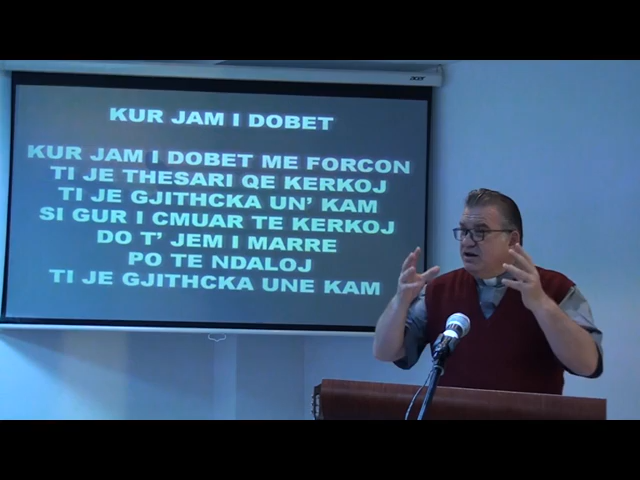 acer
KUR JAM I DOBET
KUR JAM I DOBET ME FORCON
TI JE THESARI QE KERKOJ
TI JE GJITHCKA UN' KAM
SI GUR I CMUAR TE KERKOJ
DO T' JEM I MARRE
PO TE NDALOJ
TI JE GJITHCKA UNE KAM